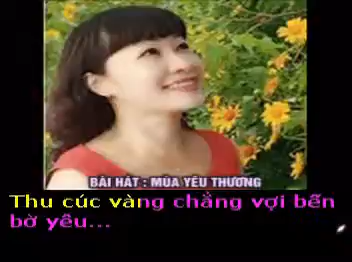 BÀI HÁT : MÙA YÊU THƯƠNG
Thu cúc vàng chẳng vợi bến
bờ yêu...